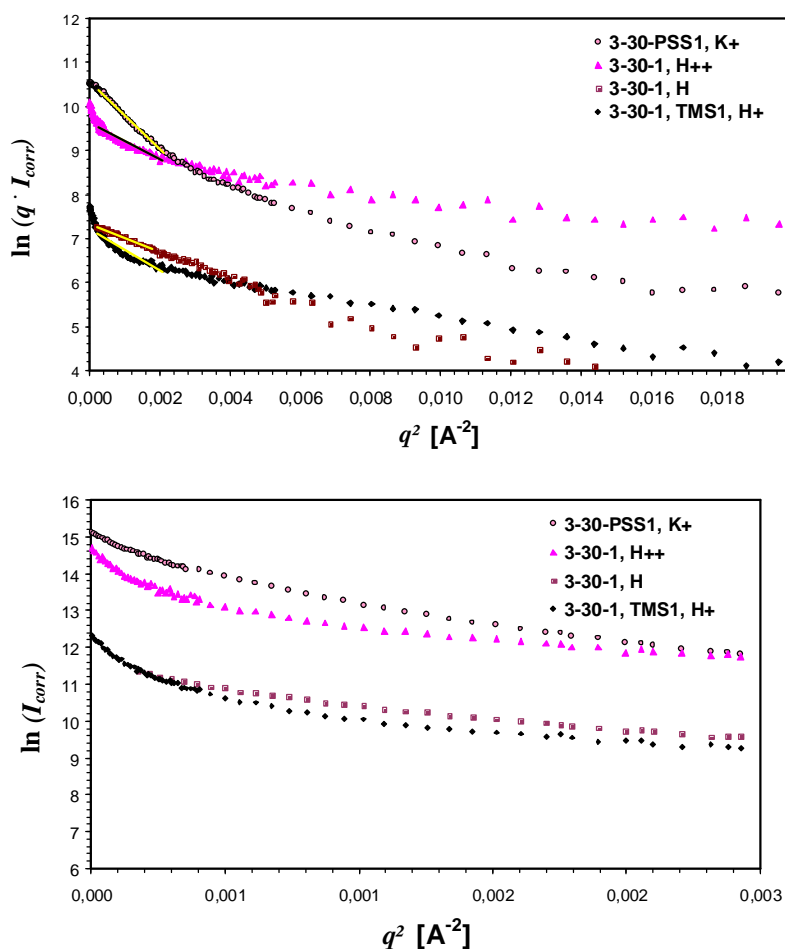 12
11
10
9
8
7
6
5
4
ln (q · I_corr)
3-30-PSS1, K+
3-30-1, H++
3-30-1, H
3-30-1, TMS1, H+
0,000 0,002 0,004 0,006 0,008 0,010 0,012 0,014 0,016 0,018
q² [A⁻²]
16
15
14
13
12
11
10
9
8
7
6
ln (I_corr)
3-30-PSS1, K+
3-30-1, H++
3-30-1, H
3-30-1, TMS1, H+
0,000 0,001 0,001 0,002 0,002 0,003
q² [A⁻²]